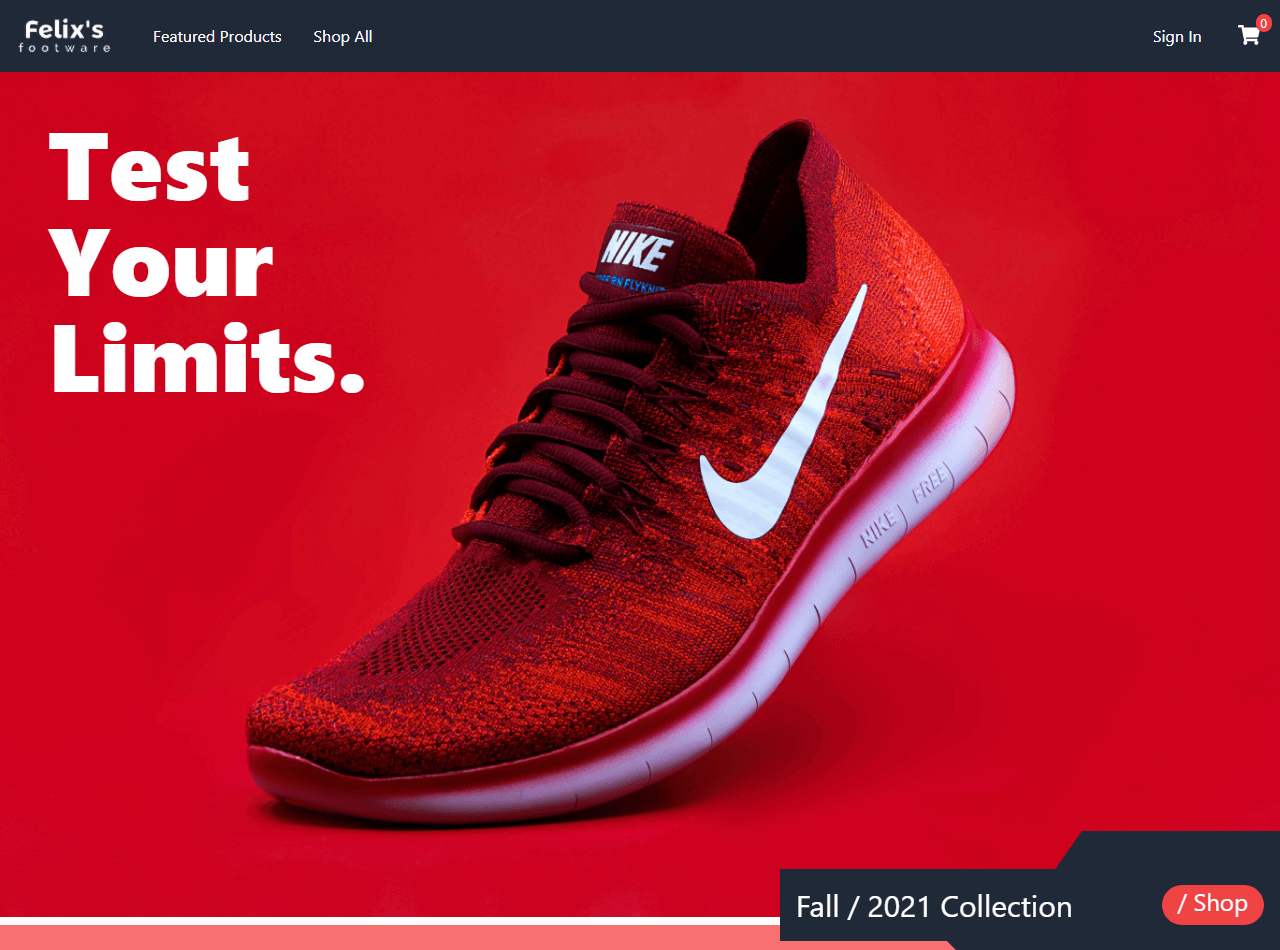 Felix's
footware
Featured Products
Shop All
Sign In
0
Test
Your
Limits.
NIKE
FLYKNIT
NIKE FREE
Fall / 2021 Collection
/ Shop